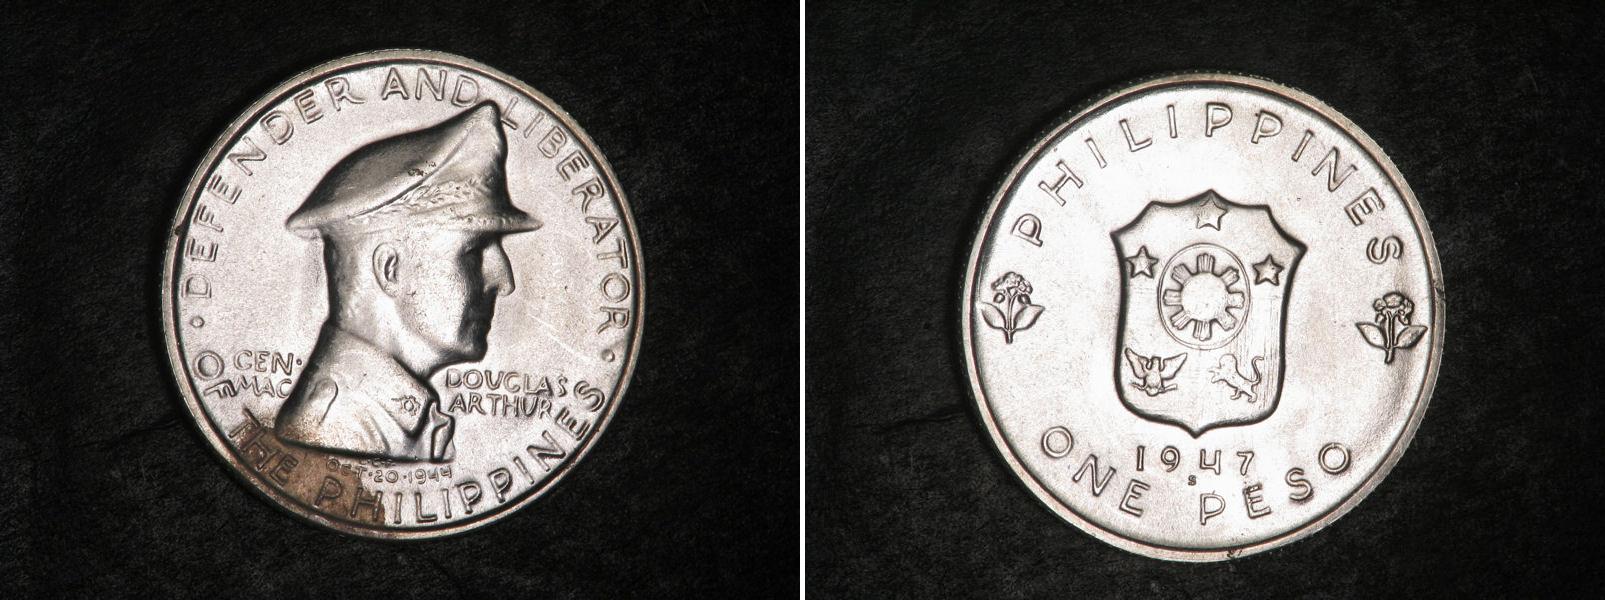 · DEFENDER AND LIBERATOR ·
OF THE PHILIPPINES
GEN· DOUGLAS
MAC ARTHUR
OCT·20·1944
PHILIPPINES
1947
S
ONE PESO